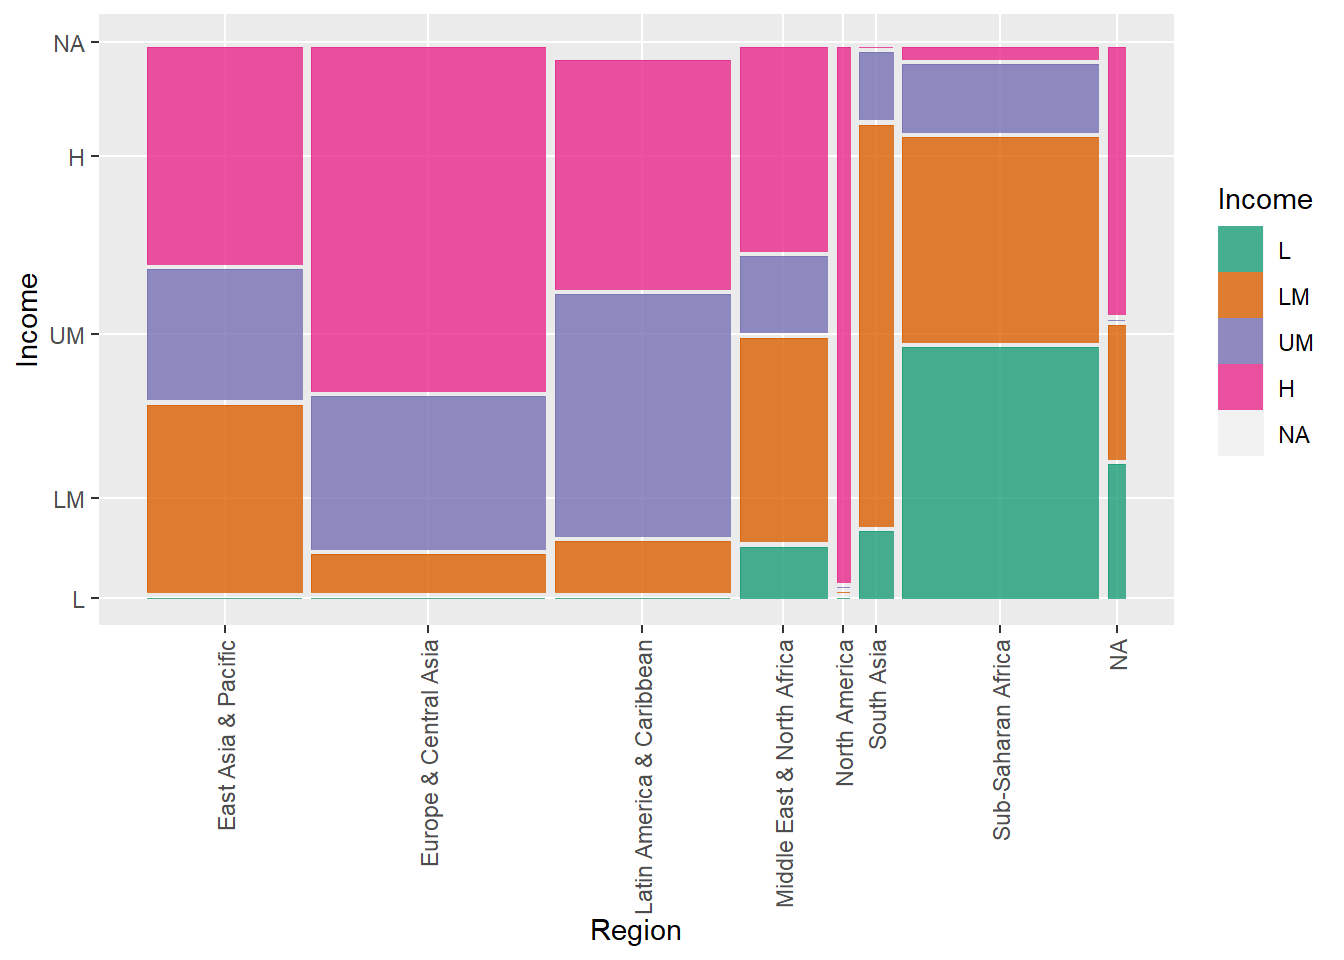 NA
H
UM
LM
L
Income
East Asia & Pacific
Europe & Central Asia
Latin America & Caribbean
Middle East & North Africa
North America
South Asia
Sub-Saharan Africa
NA
Region
Income
L
LM
UM
H
NA